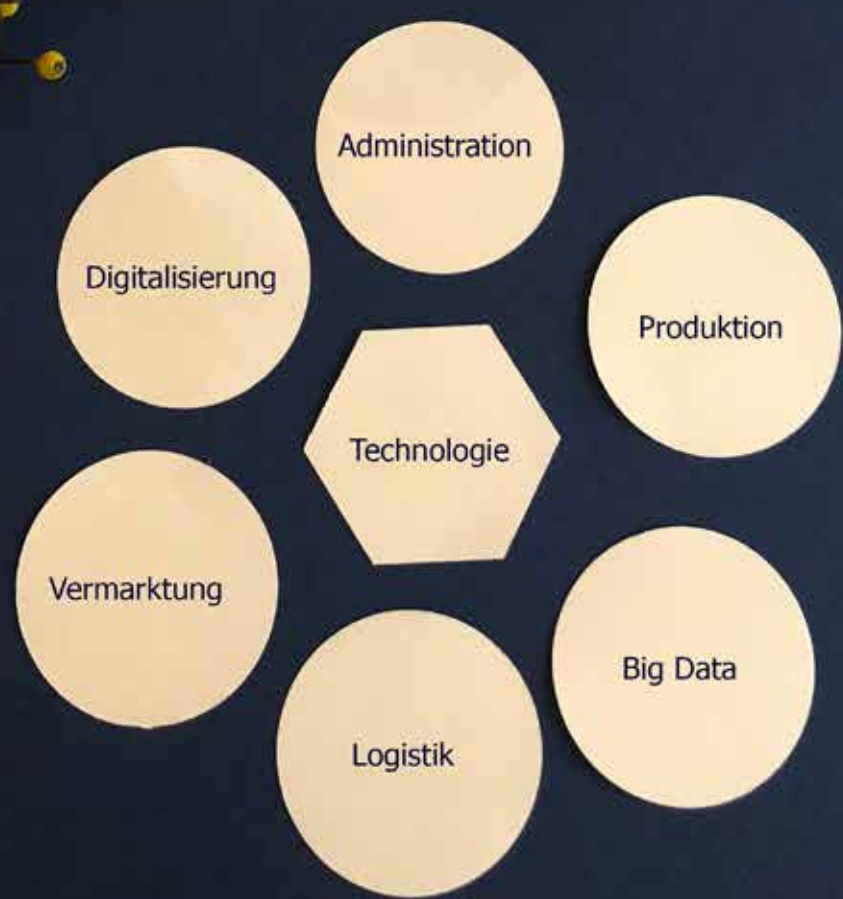 Administration
Digitalisierung
Produktion
Technologie
Vermarktung
Big Data
Logistik